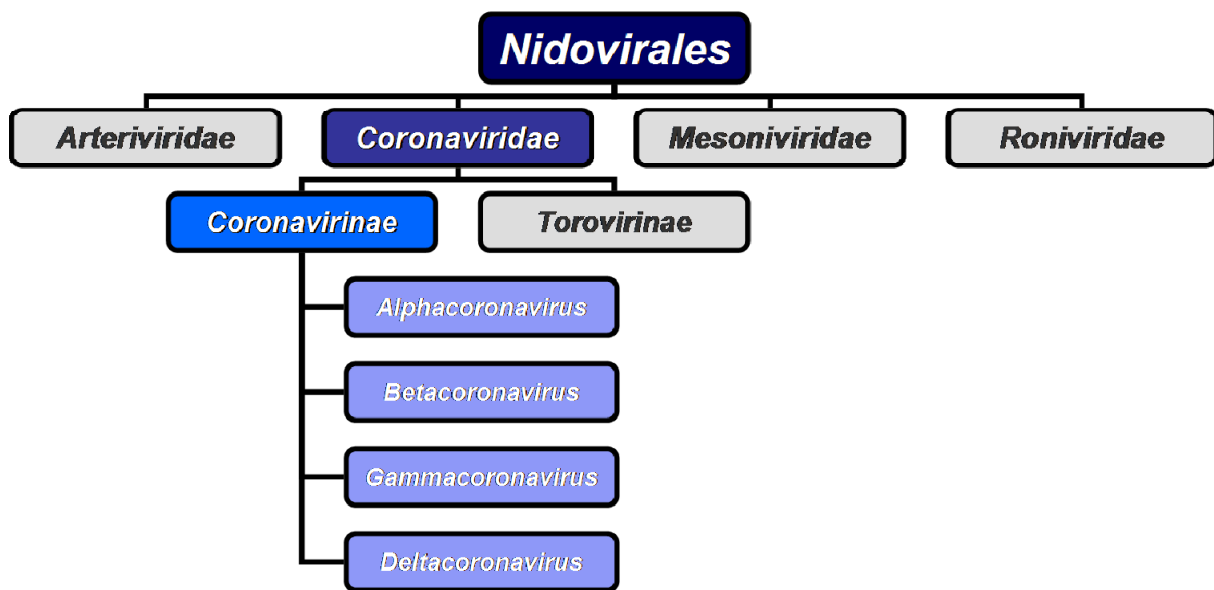 Nidovirales
Arteriviridae
Coronaviridae
Mesoniviridae
Roniviridae
Coronavirinae
Torovirinae
Alphacoronavirus
Betacoronavirus
Gammacoronavirus
Deltacoronavirus